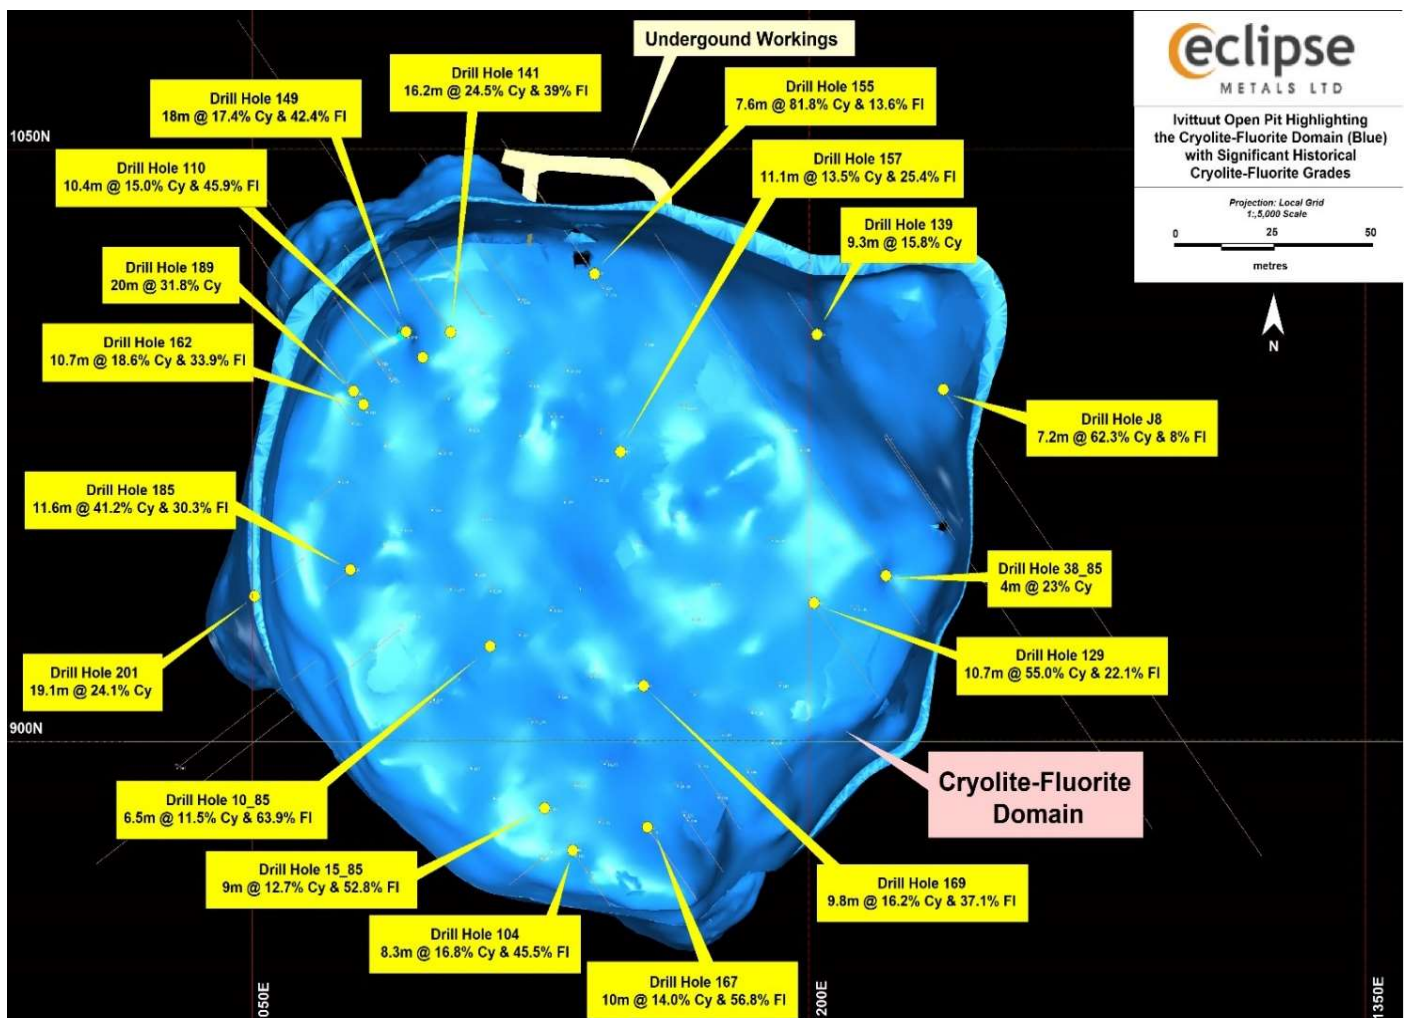 Undergound Workings
eclipse
METALS LTD
Ivittuut Open Pit Highlighting
the Cryolite-Fluorite Domain (Blue)
with Significant Historical
Cryolite-Fluorite Grades
Projection: Local Grid
1:,5,000 Scale
0 25 50
metres
N
Drill Hole 141
16.2m @ 24.5% Cy & 39% Fl
Drill Hole 155
7.6m @ 81.8% Cy & 13.6% Fl
Drill Hole 149
18m @ 17.4% Cy & 42.4% Fl
1050N
Drill Hole 157
11.1m @ 13.5% Cy & 25.4% Fl
Drill Hole 110
10.4m @ 15.0% Cy & 45.9% Fl
Drill Hole 139
9.3m @ 15.8% Cy
Drill Hole 189
20m @ 31.8% Cy
Drill Hole 162
10.7m @ 18.6% Cy & 33.9% Fl
Drill Hole J8
7.2m @ 62.3% Cy & 8% Fl
Drill Hole 185
11.6m @ 41.2% Cy & 30.3% Fl
Drill Hole 38_85
4m @ 23% Cy
Drill Hole 129
10.7m @ 55.0% Cy & 22.1% Fl
Drill Hole 201
19.1m @ 24.1% Cy
900N
Cryolite-Fluorite
Domain
Drill Hole 10_85
6.5m @ 11.5% Cy & 63.9% Fl
Drill Hole 15_85
9m @ 12.7% Cy & 52.8% Fl
Drill Hole 169
9.8m @ 16.2% Cy & 37.1% Fl
Drill Hole 104
8.3m @ 16.8% Cy & 45.5% Fl
Drill Hole 167
10m @ 14.0% Cy & 56.8% Fl
050E
200E
1350E